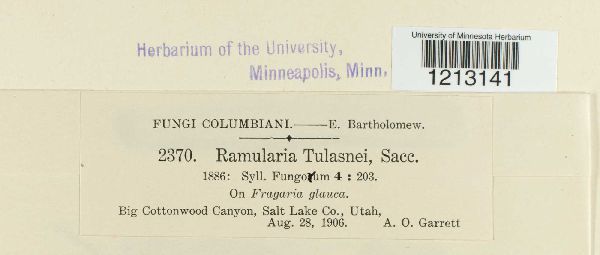 Herbarium of the University,
Minneapolis, Minn.
University of Minnesota Herbarium
1213141
FUNGI COLUMBIANI.——E. Bartholomew.
2370. Ramularia Tulasnei, Sacc.
1886: Syll. Fungorum 4 : 203.
On Fragaria glauca.
Big Cottonwood Canyon, Salt Lake Co., Utah,
Aug. 28, 1906. A. O. Garrett